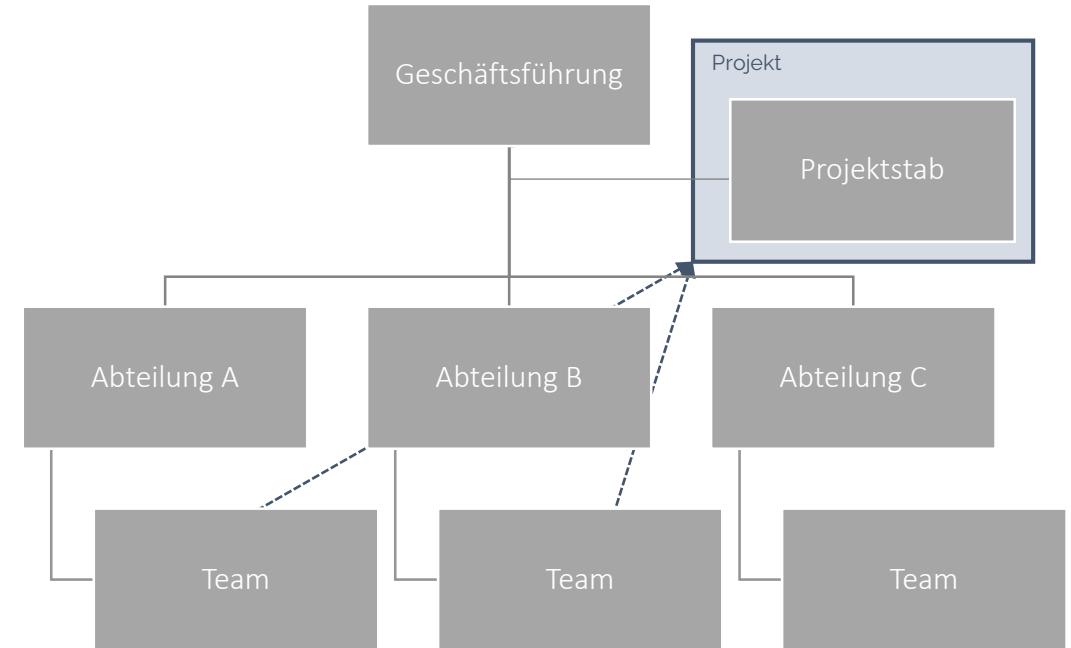 Geschäftsführung
Projekt
Projektstab
Abteilung A
Abteilung B
Abteilung C
Team
Team
Team